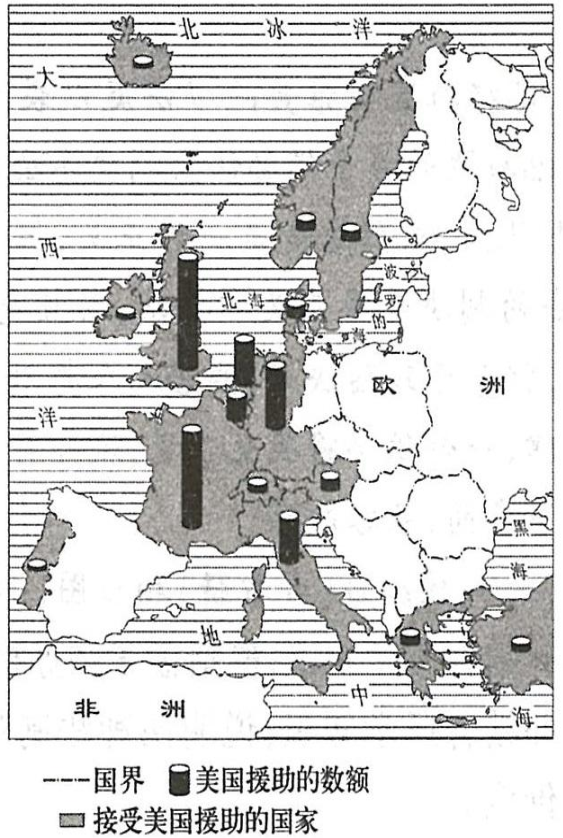 北冰洋
大西洋
北海
波罗的海
欧洲
黑海
地中海
非洲
国界 美国援助的数额
接受美国援助的国家